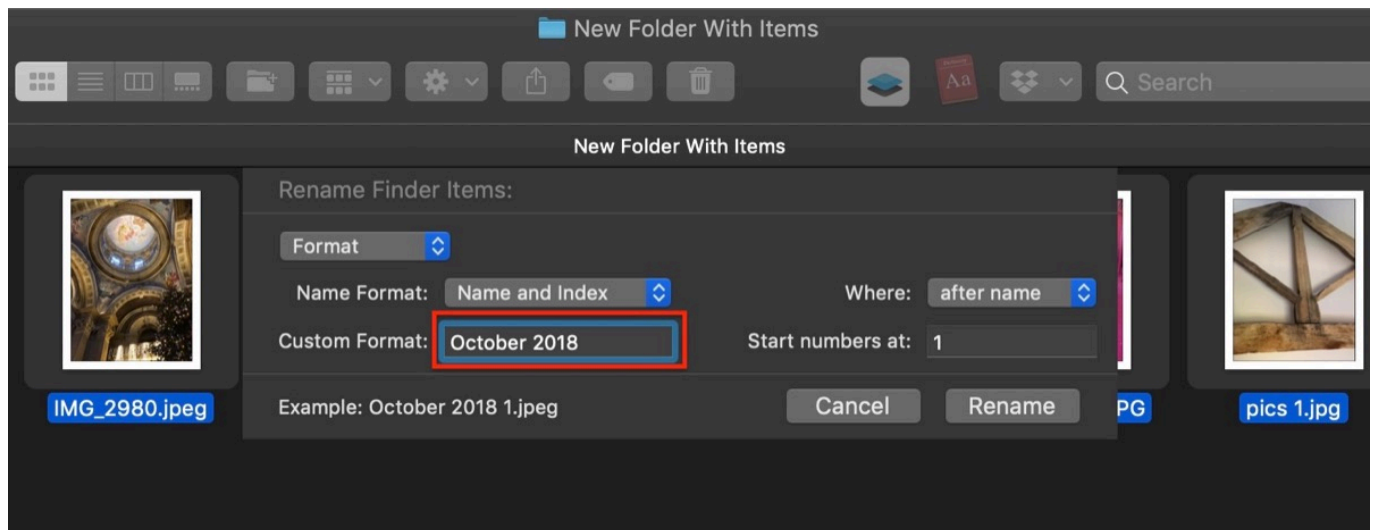 New Folder With Items
Aa
Search
New Folder With Items
Rename Finder Items:
Format
Name Format: Name and Index Where: after name
Custom Format: October 2018 Start numbers at: 1
Example: October 2018 1.jpeg Cancel Rename
IMG_2980.jpeg PG pics 1.jpg